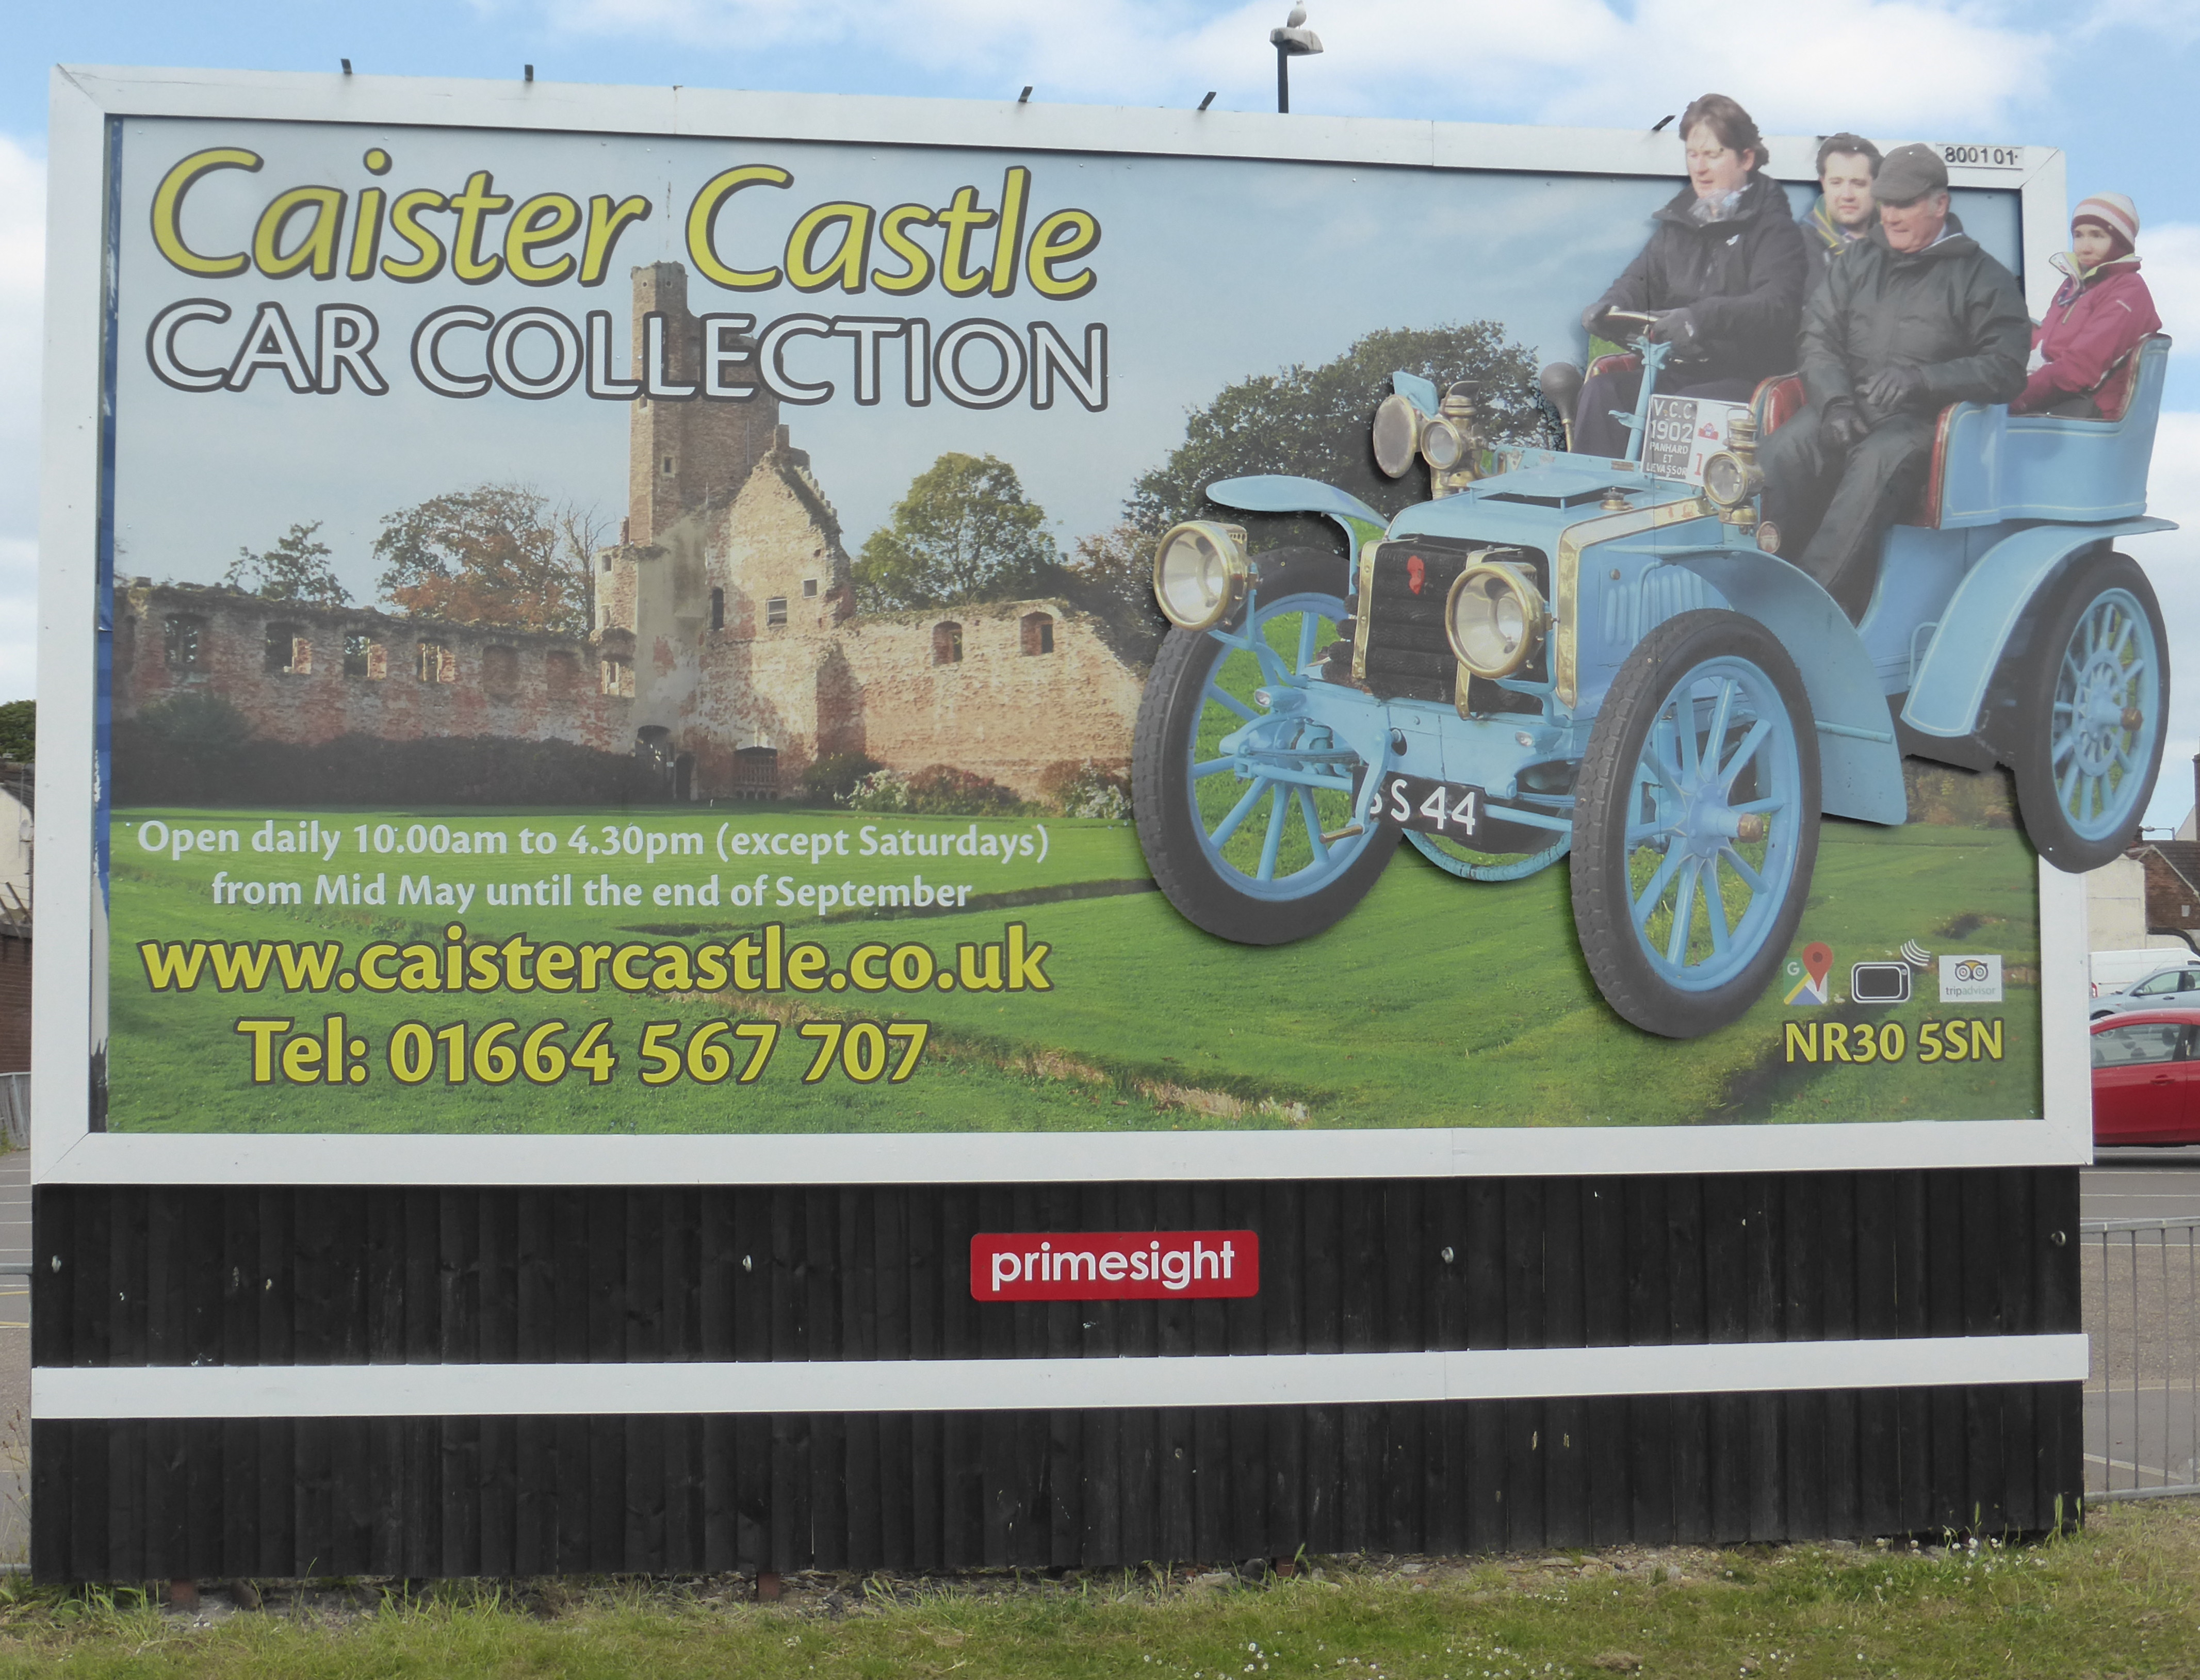 Caister Castle
CAR COLLECTION
800101
V.C.C.
1902
PANHARD
ET
LEVASSOR
1
SS44
Open daily 10.00am to 4.30pm (except Saturdays)
from Mid May until the end of September
www.caistercastle.co.uk
Tel: 01664 567 707
G
tripadvisor
NR30 5SN
primesight